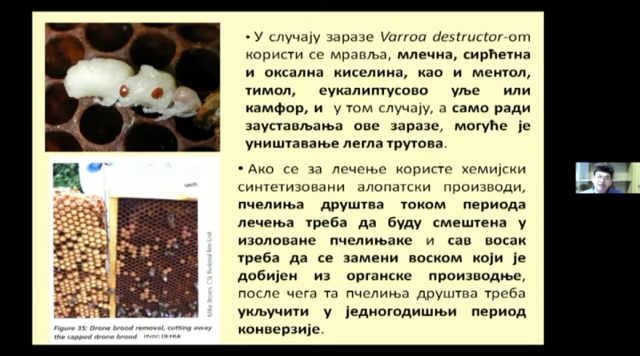 • У случају заразе Varroa destructor-om
користи се мравља, млечна, сирћетна
и оксална киселина, као и ментол,
тимол, еукалиптусово уље или
камфор, и у том случају, а само ради
заустављања ове заразе, могуће је
уништавање легла трутова.
• Ако се за лечење користе хемијски
синтетизовани алопатски производи,
пчелиња друштва током периода
лечења треба да буду смештена у
изоловане пчелињаке и сав восак
треба да се замени воском који је
добијен из органске производње,
после чега та пчелиња друштва треба
укључити у једногодишњи период
конверзије.
Figure 35: Drone brood removal, cutting away
the capped drone brood